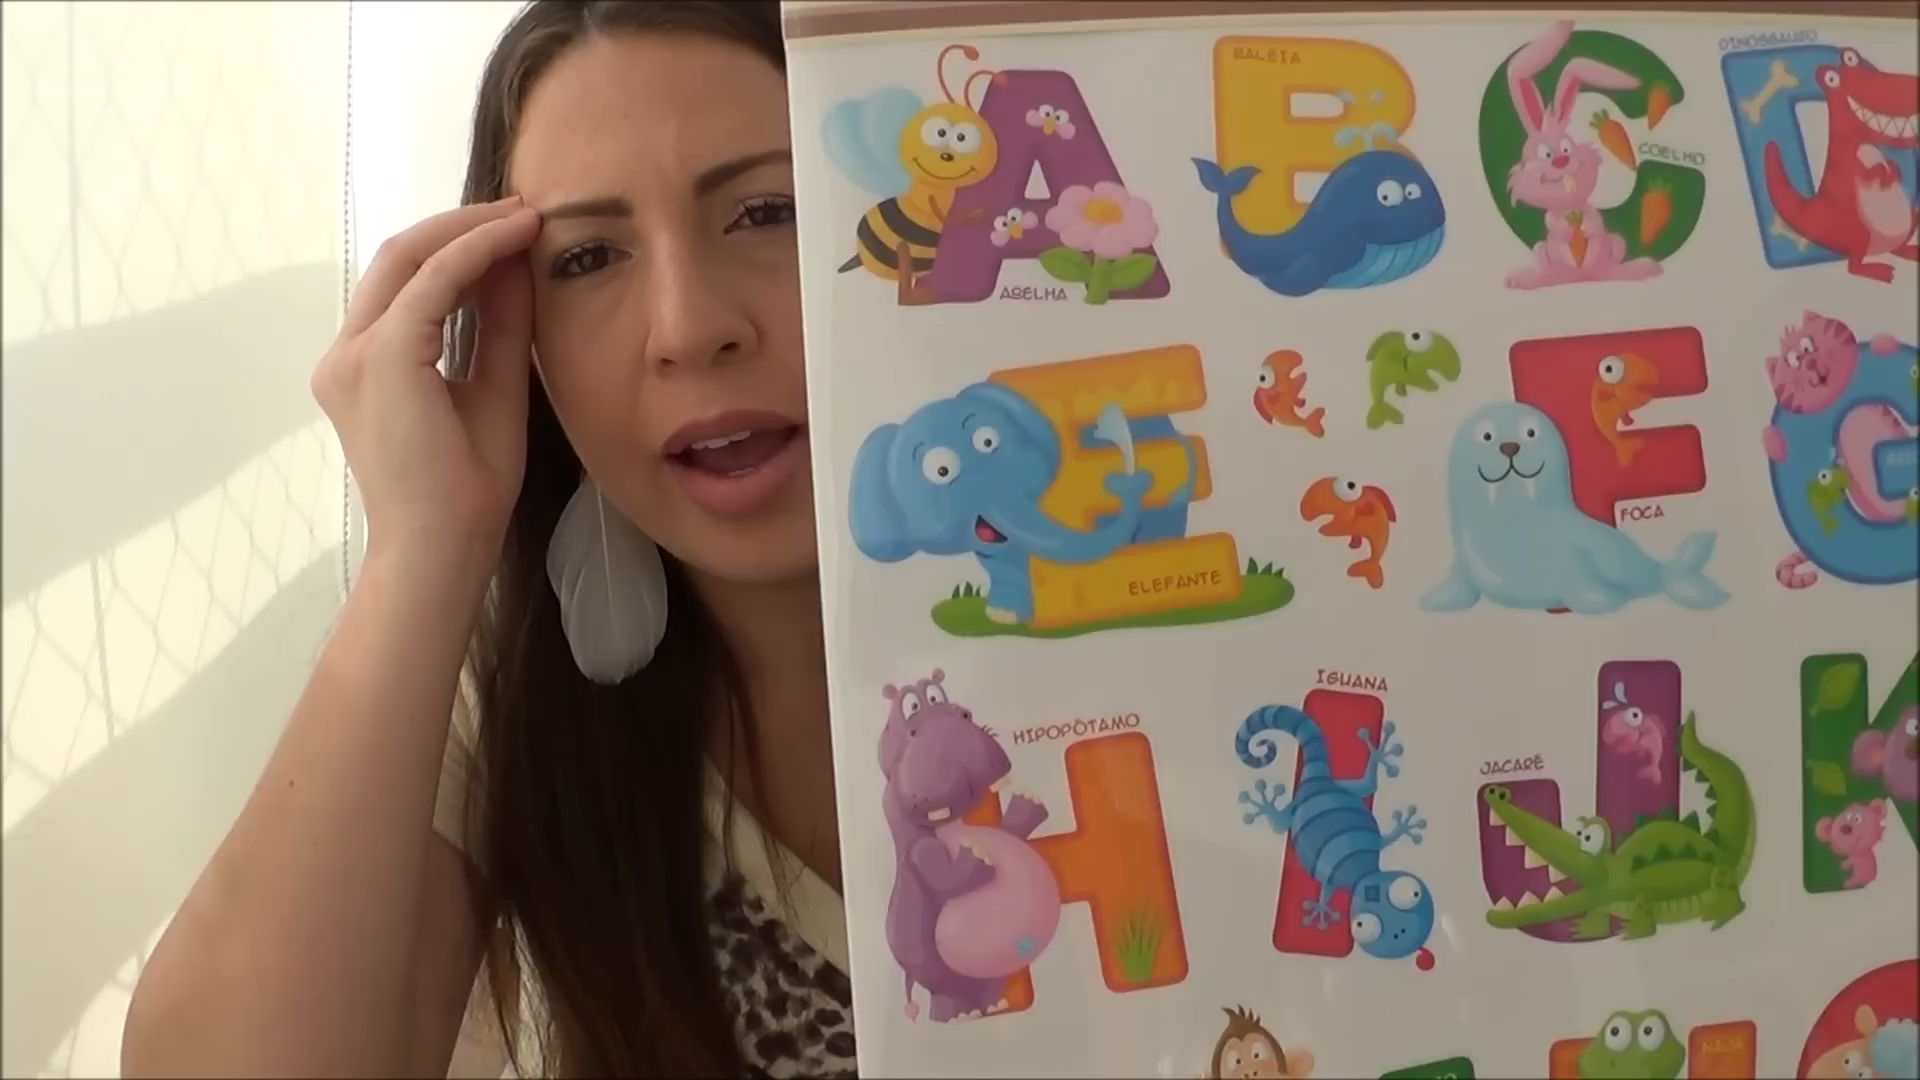 A
ABELHA
B
BALEIA
C
COELHO
D
DINOSSAURO
E
ELEFANTE
F
FOCA
G
H
HIPOPÓTAMO
I
IGUANA
J
JACARÉ
K